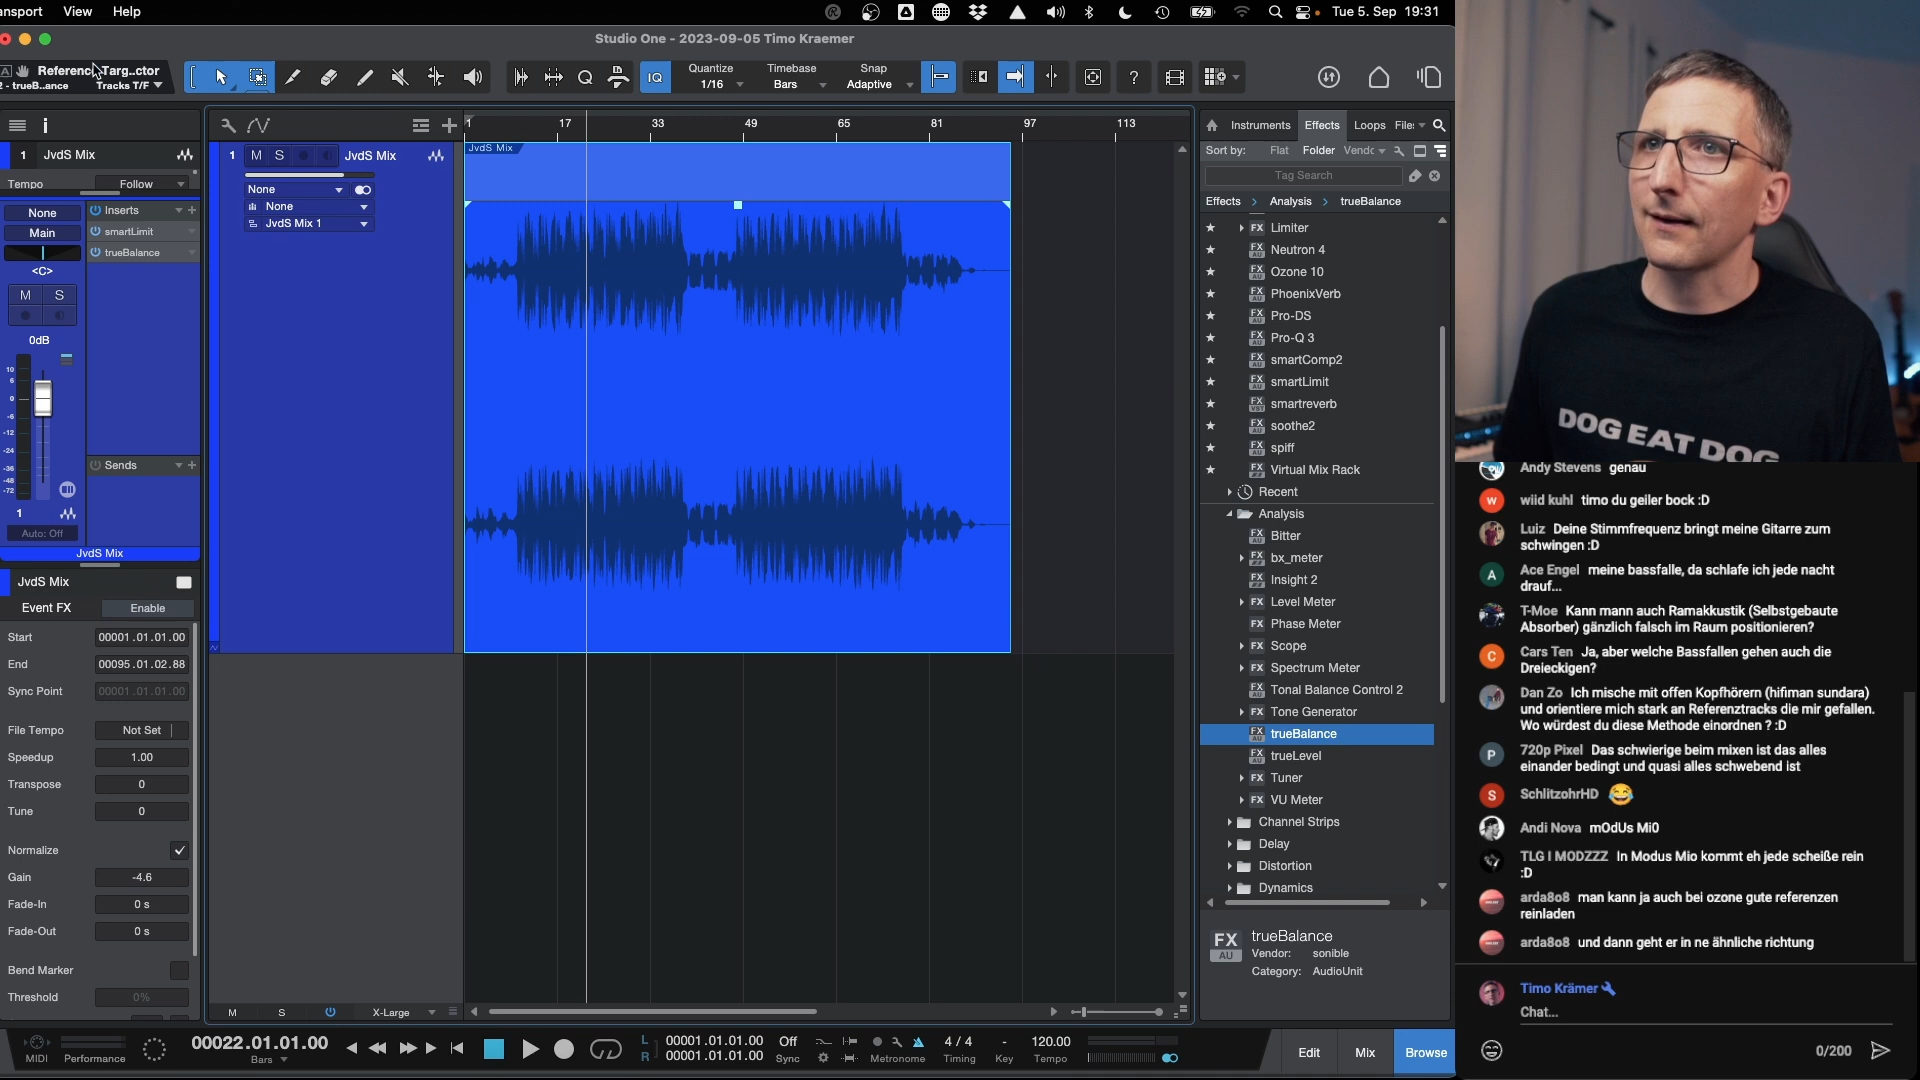 ansport View Help
Tue 5. Sep 19:31
Studio One - 2023-09-05 Timo Kraemer
Tracks T/F
IQ
Quantize
1/16
Timebase
Bars
Snap
Adaptive
?
1 17 33 49 65 81 97 113
Instruments Effects Loops File
Sort by: Flat Folder Vendc
Tag Search
Effects > Analysis > trueBalance
Limiter
Neutron 4
Ozone 10
PhoenixVerb
Pro-DS
Pro-Q 3
smartComp2
smartLimit
smartreverb
soothe2
spiff
Virtual Mix Rack
Recent
Analysis
Bitter
bx_meter
Insight 2
Level Meter
Phase Meter
Scope
Spectrum Meter
Tonal Balance Control 2
Tone Generator
trueBalance
trueLevel
Tuner
VU Meter
Channel Strips
Delay
Distortion
Dynamics
FX AU
trueBalance
Vendor: sonible
Category: AudioUnit
1 JvdS Mix
Tempo Follow
None
Main
<C>
M S
0dB
Inserts
smartLimit
trueBalance
Sends
10
6
0
-6
-12
-24
-36
-48
-72
1
Auto: Off
JvdS Mix
JvdS Mix
Event FX Enable
Start 00001.01.01.00
End 00095.01.02.88
Sync Point 00001.01.01.00
File Tempo Not Set
Speedup 1.00
Transpose 0
Tune 0
Normalize
Gain -4.6
Fade-In 0 s
Fade-Out 0 s
Bend Marker
Threshold 0%
1 M S JvdS Mix
None
None
JvdS Mix 1
JvdS Mix
M S X-Large
MIDI Performance
00022.01.01.00
Bars
L 00001.01.01.00
R 00001.01.01.00
Off
Sync
Metronome
4 / 4
Timing
-
Key
120.00
Tempo
Edit Mix Browse
DOG EAT DOG
Andy Stevens genau
wiid kuhl timo du geiler bock :D
Luiz Deine Stimmfrequenz bringt meine Gitarre zum
schwingen :D
Ace Engel meine bassfalle, da schlafe ich jede nacht
drauf...
T-Moe Kann mann auch Ramakkustik (Selbstgebaute
Absorber) gänzlich falsch im Raum positionieren?
Cars Ten Ja, aber welche Bassfallen gehen auch die
Dreieckigen?
Dan Zo Ich mische mit offen Kopfhörern (hifiman sundara)
und orientiere mich stark an Referenztracks die mir gefallen.
Wo würdest du diese Methode einordnen ? :D
720p Pixel Das schwierige beim mixen ist das alles
einander bedingt und quasi alles schwebend ist
SchlitzohrHD 😂
Andi Nova mOdUs Mi0
TLG I MODZZZ In Modus Mio kommt eh jede scheiße rein
:D
arda8o8 man kann ja auch bei ozone gute referenzen
reinladen
arda8o8 und dann geht er in ne ähnliche richtung
Timo Krämer
Chat...
0/200